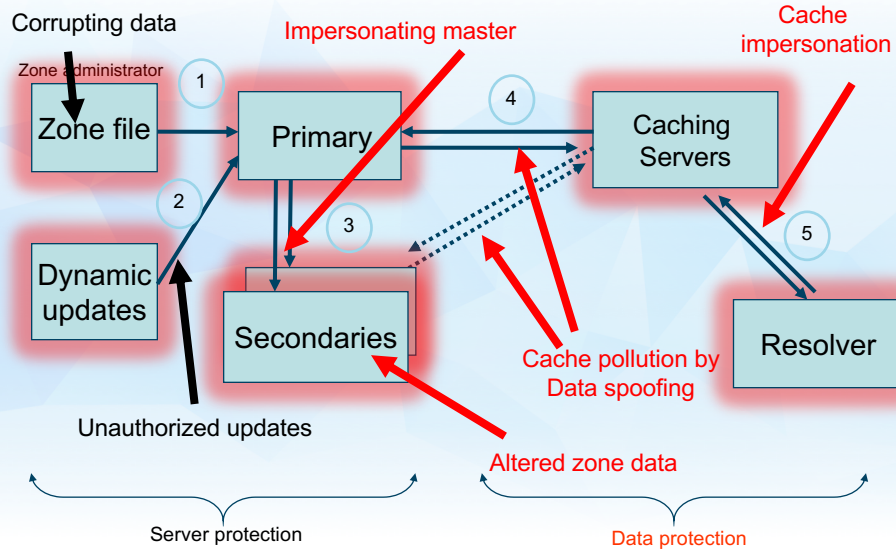 Corrupting data
Impersonating master
Cache
impersonation
Zone administrator
1
4
Zone file
Primary
Caching
Servers
2
3
5
Dynamic
updates
Secondaries
Resolver
Cache pollution by
Data spoofing
Unauthorized updates
Altered zone data
Server protection
Data protection